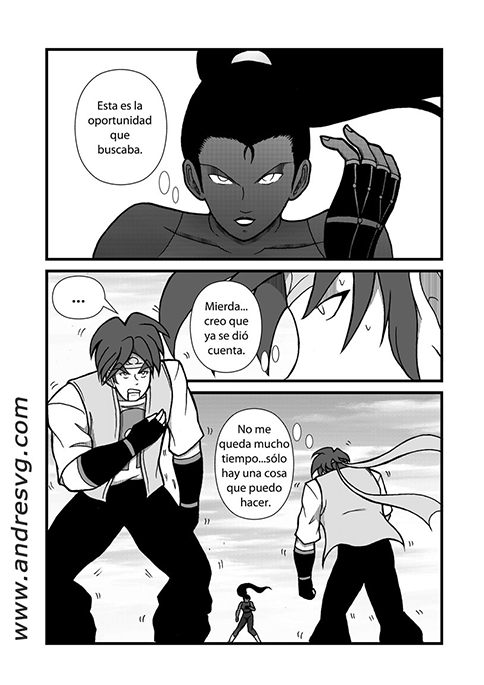 Esta es la
oportunidad
que
buscaba.
...
Mierda...
creo que
ya se dió
cuenta.
No me
queda mucho
tiempo...sólo
hay una cosa
que puedo
hacer.
www.andresvg.com